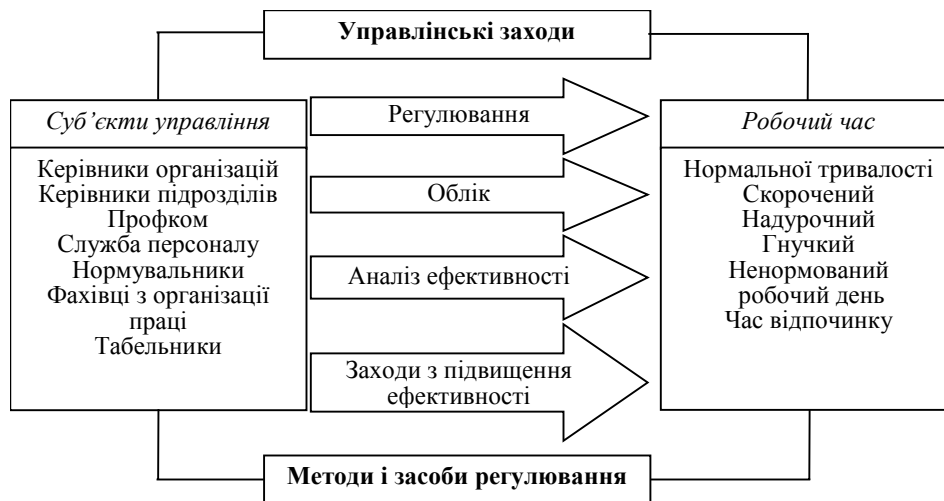 Управлінські заходи
Суб’єкти управління
Керівники організацій
Керівники підрозділів
Профком
Служба персоналу
Нормувальники
Фахівці з організації
праці
Табельники
Регулювання
Облік
Аналіз ефективності
Заходи з підвищення
ефективності
Робочий час
Нормальної тривалості
Скорочений
Надурочний
Гнучкий
Ненормований
робочий день
Час відпочинку
Методи і засоби регулювання